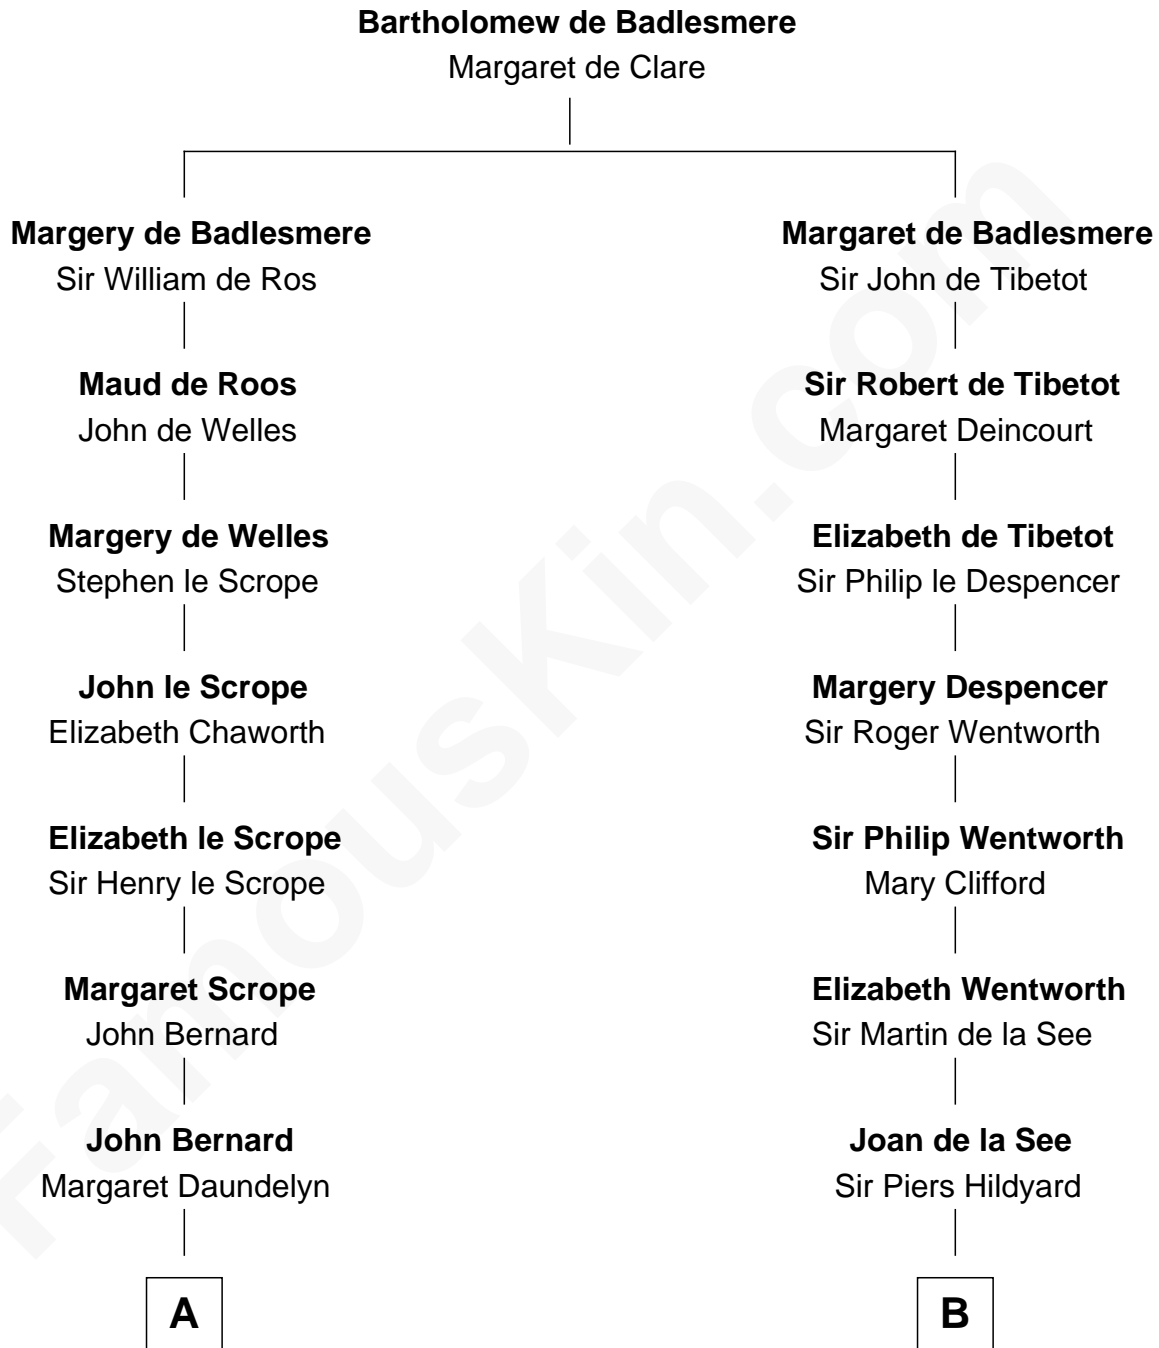 Bartholomew de Badlesmere
Margaret de Clare
Margery de Badlesmere
Sir William de Ros
Margaret de Badlesmere
Sir John de Tibetot
Maud de Roos
John de Welles
Sir Robert de Tibetot
Margaret Deincourt
Margery de Welles
Stephen le Scrope
Elizabeth de Tibetot
Sir Philip le Despencer
John le Scrope
Elizabeth Chaworth
Margery Despencer
Sir Roger Wentworth
Elizabeth le Scrope
Sir Henry le Scrope
Sir Philip Wentworth
Mary Clifford
Margaret Scrope
John Bernard
Elizabeth Wentworth
Sir Martin de la See
John Bernard
Margaret Daundelyn
Joan de la See
Sir Piers Hildyard
A
B
FamousKin.com